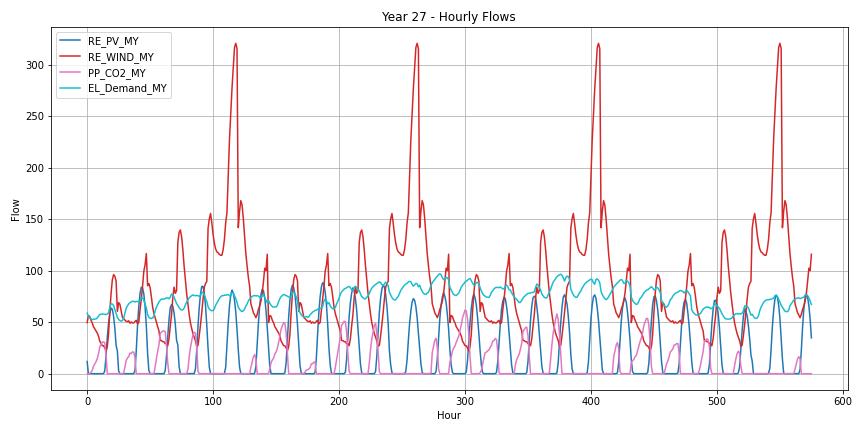 Year 27 - Hourly Flows
RE_PV_MY
RE_WIND_MY
PP_CO2_MY
EL_Demand_MY
300
250
200
150
100
50
0
Flow
0 100 200 300 400 500 600
Hour